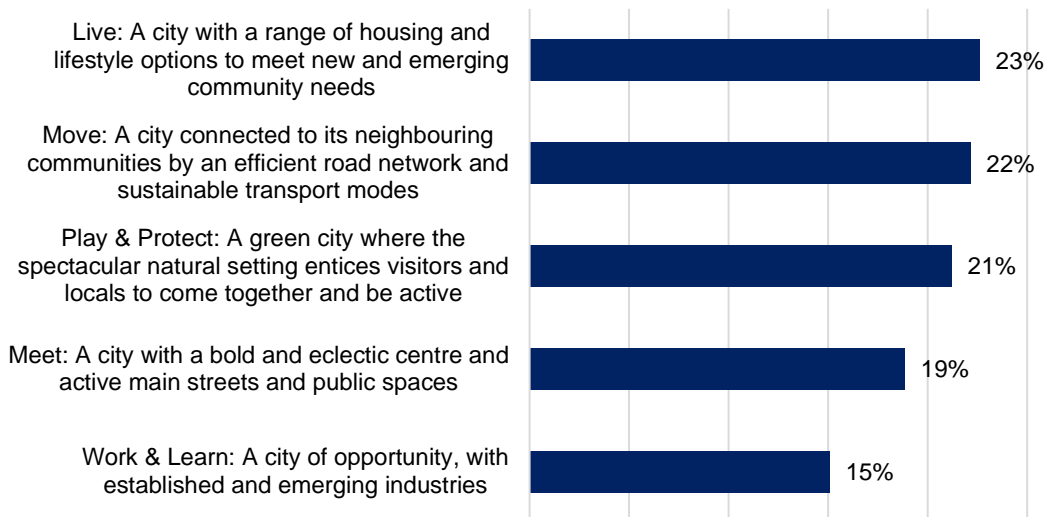 Live: A city with a range of housing and
lifestyle options to meet new and emerging
community needs
23%
Move: A city connected to its neighbouring
communities by an efficient road network and
sustainable transport modes
22%
Play & Protect: A green city where the
spectacular natural setting entices visitors and
locals to come together and be active
21%
Meet: A city with a bold and eclectic centre and
active main streets and public spaces
19%
Work & Learn: A city of opportunity, with
established and emerging industries
15%